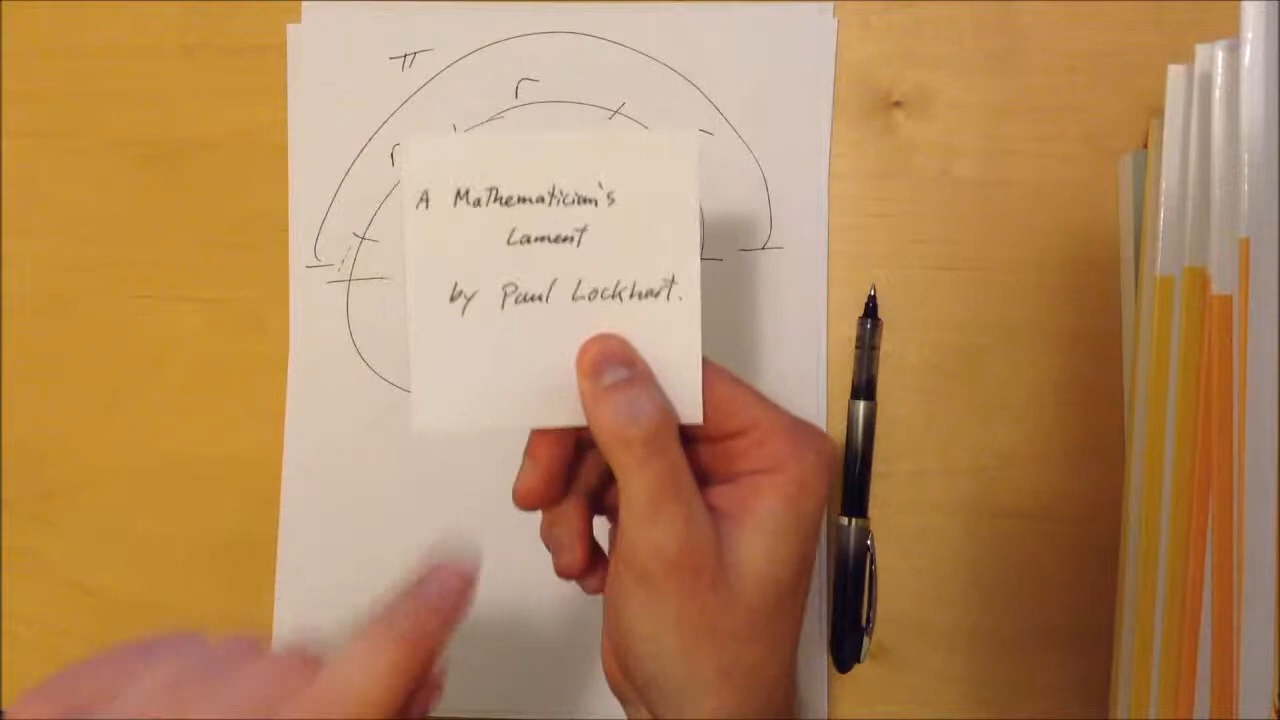 π
r
r
A Mathematician's
Lament
by Paul Lockhart.